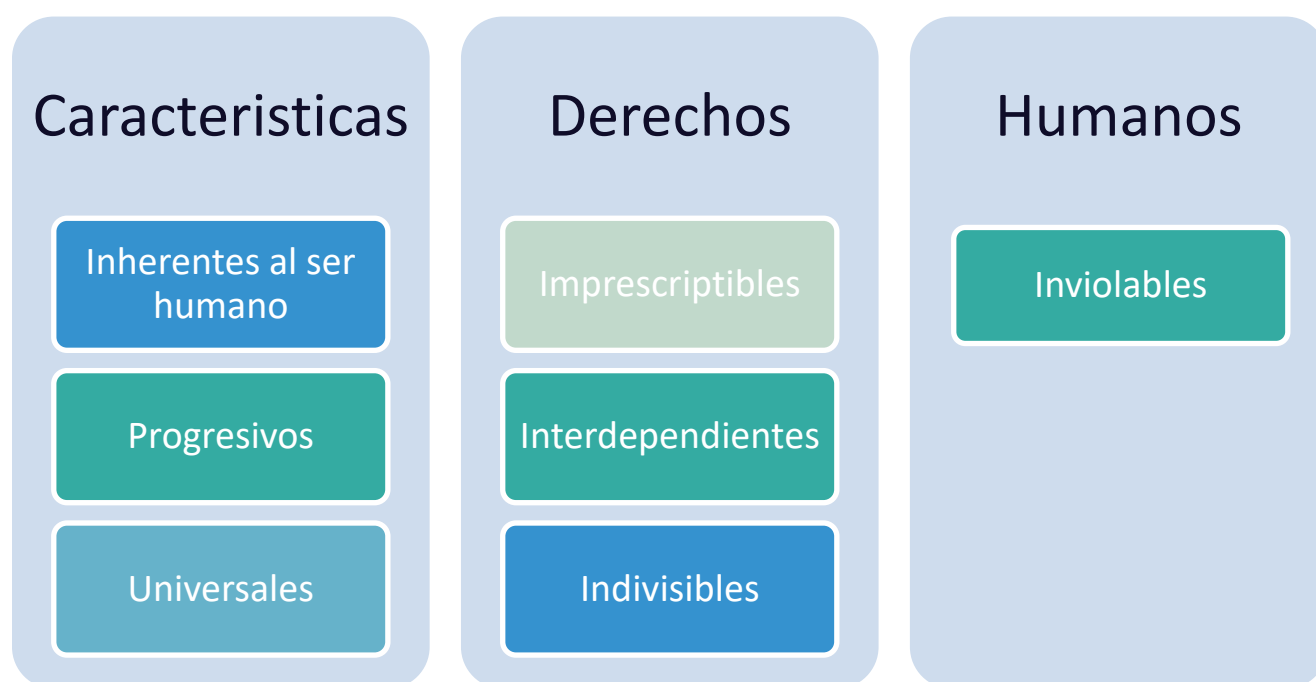 Caracteristicas
Inherentes al ser
humano
Progresivos
Universales
Derechos
Imprescriptibles
Interdependientes
Indivisibles
Humanos
Inviolables